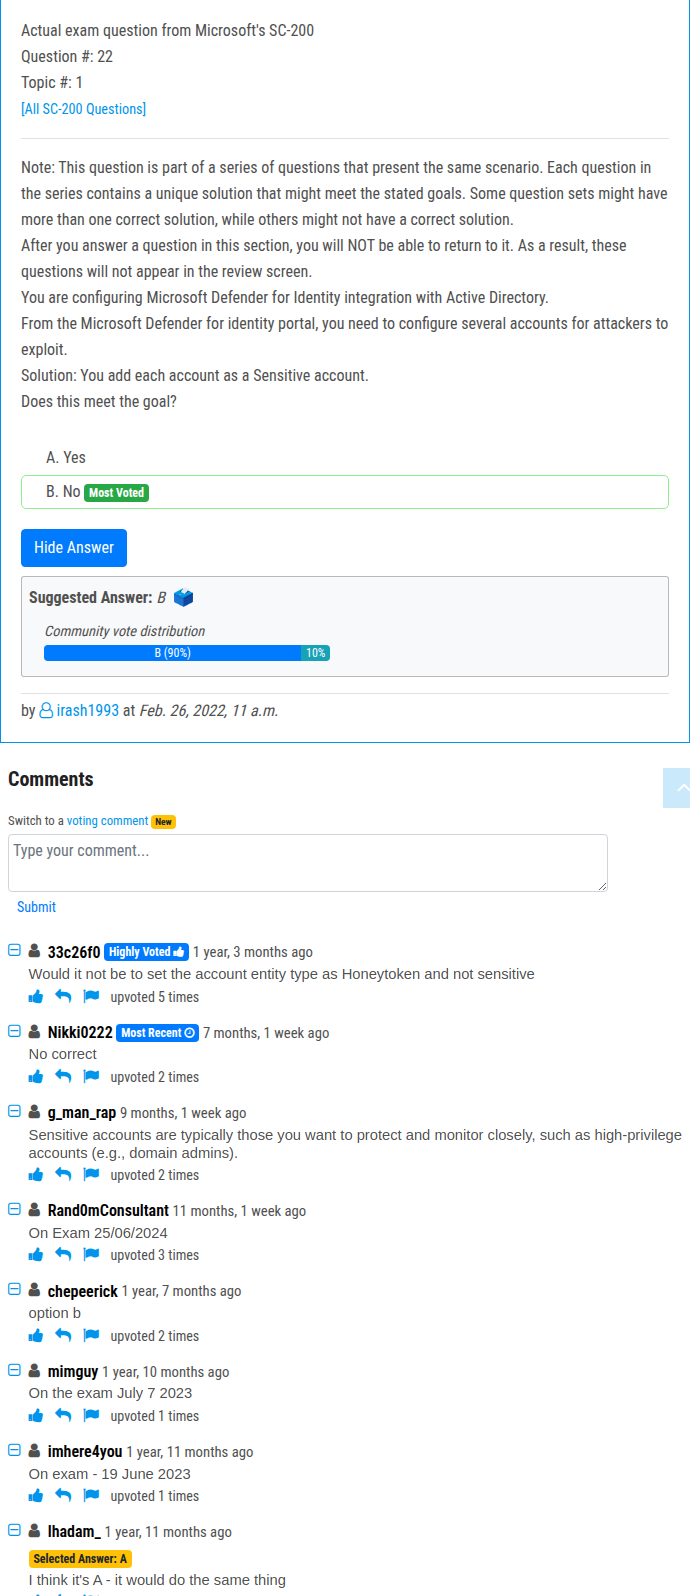 Actual exam question from Microsoft's SC-200
Question #: 22
Topic #: 1
[All SC-200 Questions]
Note: This question is part of a series of questions that present the same scenario. Each question in
the series contains a unique solution that might meet the stated goals. Some question sets might have
more than one correct solution, while others might not have a correct solution.
After you answer a question in this section, you will NOT be able to return to it. As a result, these
questions will not appear in the review screen.
You are configuring Microsoft Defender for Identity integration with Active Directory.
From the Microsoft Defender for identity portal, you need to configure several accounts for attackers to
exploit.
Solution: You add each account as a Sensitive account.
Does this meet the goal?
A. Yes
B. No Most Voted
Hide Answer
Suggested Answer: B
Community vote distribution
B (90%) 10%
by irash1993 at Feb. 26, 2022, 11 a.m.
Comments
Switch to a voting comment New
Type your comment...
Submit
33c26f0 Highly Voted 1 year, 3 months ago
Would it not be to set the account entity type as Honeytoken and not sensitive
upvoted 5 times
Nikki0222 Most Recent 7 months, 1 week ago
No correct
upvoted 2 times
g_man_rap 9 months, 1 week ago
Sensitive accounts are typically those you want to protect and monitor closely, such as high-privilege
accounts (e.g., domain admins).
upvoted 2 times
Rand0mConsultant 11 months, 1 week ago
On Exam 25/06/2024
upvoted 3 times
chepeerick 1 year, 7 months ago
option b
upvoted 2 times
mimguy 1 year, 10 months ago
On the exam July 7 2023
upvoted 1 times
imhere4you 1 year, 11 months ago
On exam - 19 June 2023
upvoted 1 times
lhadam_ 1 year, 11 months ago
Selected Answer: A
I think it's A - it would do the same thing